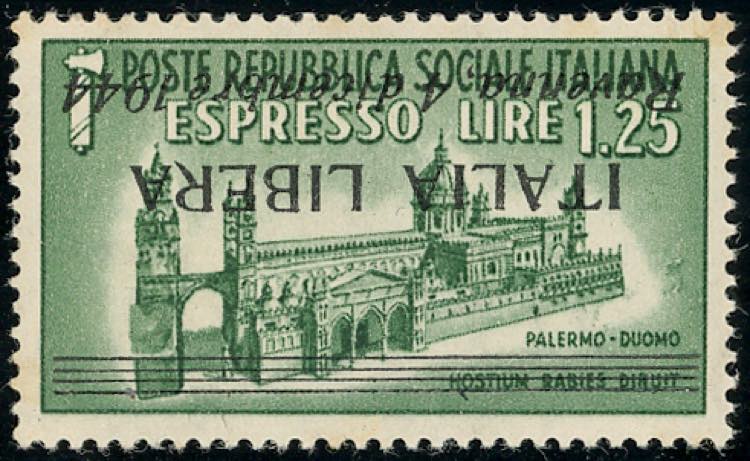 POSTE REPUBBLICA SOCIALE ITALIANA
Ravenna, 4 dicembre 1944
ESPRESSO LIRE 1.25
ITALIA LIBERA
PALERMO-DUOMO
HOSTIUM RABIES DIRUIT